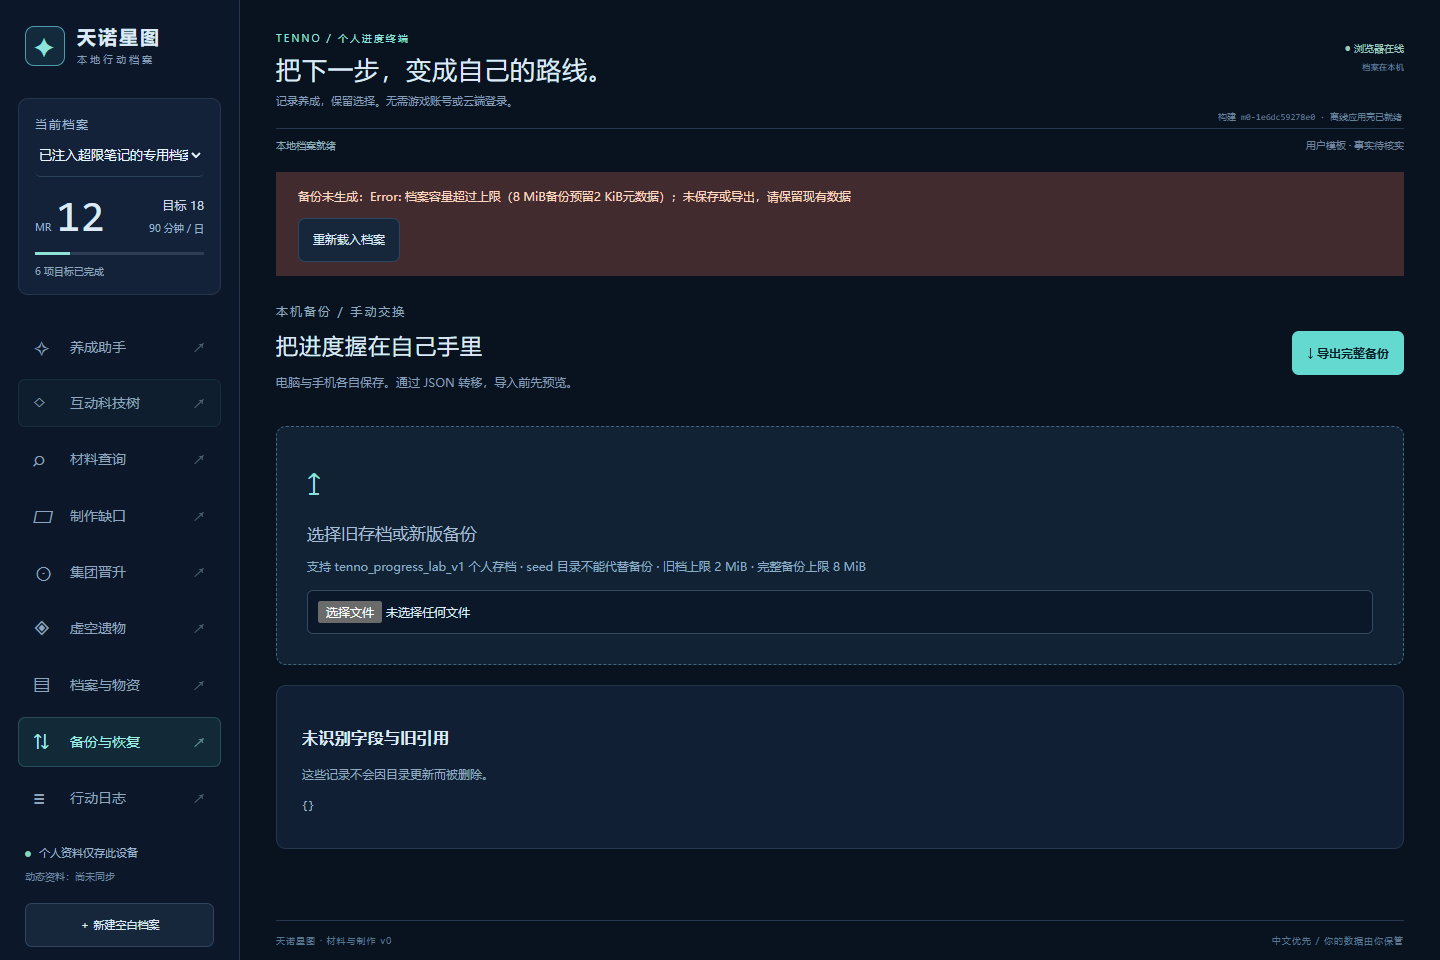 天诺星图
本地行动档案
当前档案
已注入超限笔记的专用档案
MR 12
目标 18
90 分钟 / 日
6 项目标已完成
养成助手
互动科技树
材料查询
制作缺口
集团晋升
虚空遗物
档案与物资
备份与恢复
行动日志
个人资料仅存此设备
动态资料：尚未同步
+ 新建空白档案
TENNO / 个人进度终端
把下一步，变成自己的路线。
记录养成，保留选择。无需游戏账号或云端登录。
浏览器在线
档案在本机
构建 m0-1e6dc59278e0 · 离线应用壳已就绪
本地档案就绪
用户模板 · 事实待核实
备份未生成：Error: 档案容量超过上限（8 MiB备份预留2 KiB元数据）；未保存或导出，请保留现有数据
重新载入档案
本机备份 / 手动交换
把进度握在自己手里
电脑与手机各自保存。通过 JSON 转移，导入前先预览。
↓ 导出完整备份
选择旧存档或新版备份
支持 tenno_progress_lab_v1 个人存档 · seed 目录不能代替备份 · 旧档上限 2 MiB · 完整备份上限 8 MiB
选择文件 未选择任何文件
未识别字段与旧引用
这些记录不会因目录更新而被删除。
{}
天诺星图 · 材料与制作 v0
中文优先 / 你的数据由你保管